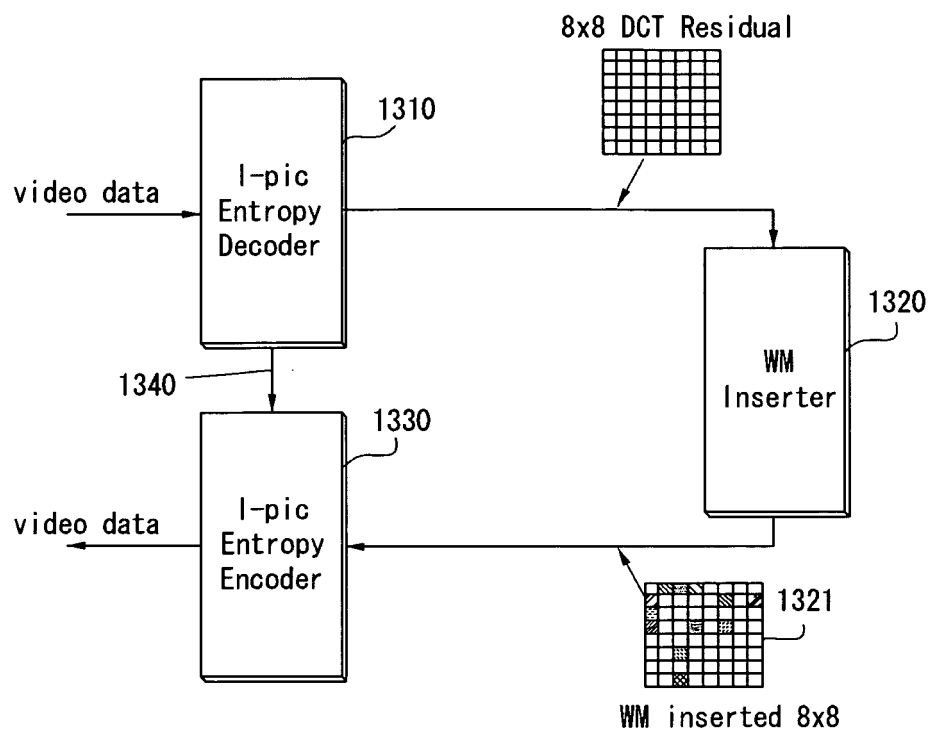 8x8 DCT Residual
1310
I-pic
Entropy
Decoder
video data
1320
WM
Inserter
1340
1330
I-pic
Entropy
Encoder
video data
1321
WM inserted 8x8